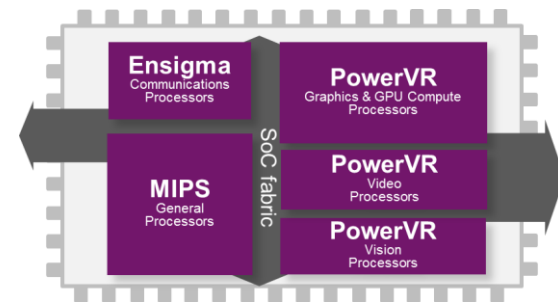 Ensigma
Communications
Processors
MIPS
General
Processors
SoC fabric
PowerVR
Graphics & GPU Compute
Processors
PowerVR
Video
Processors
PowerVR
Vision
Processors